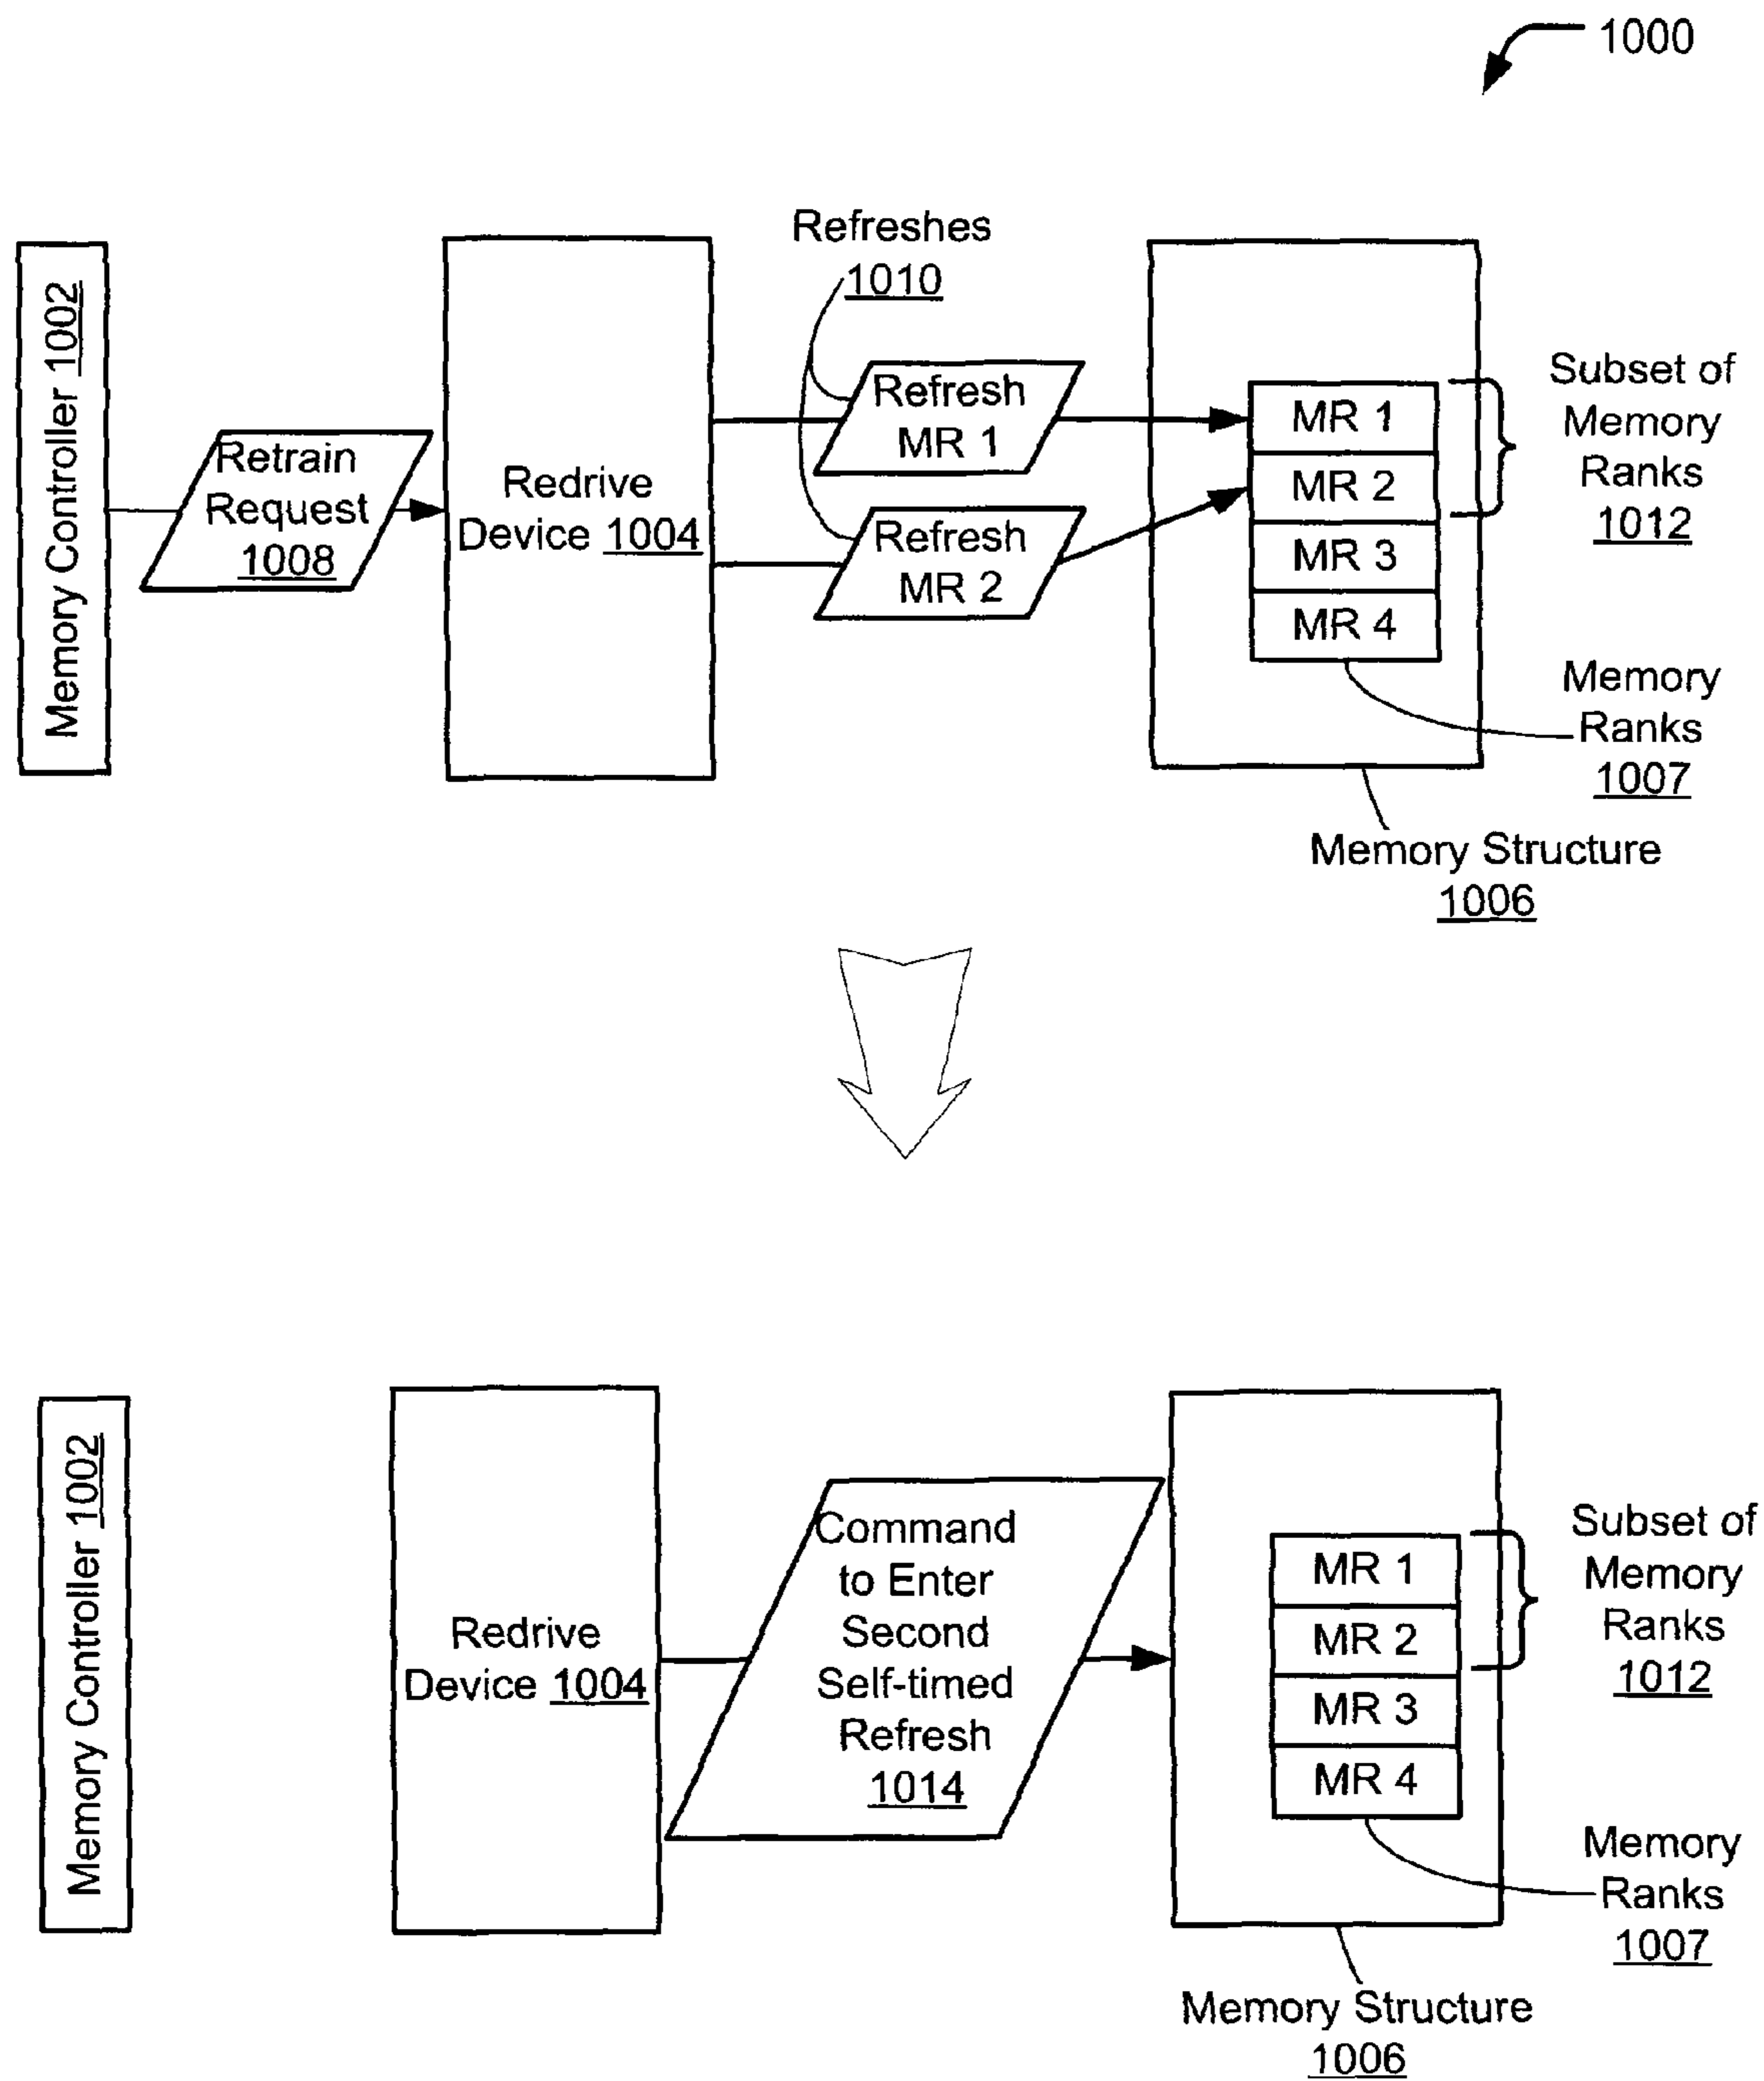 1000
Refreshes
1010
Memory Controller 1002
Retrain
Request
1008
Redrive
Device 1004
Refresh
MR 1
Refresh
MR 2
MR 1
MR 2
MR 3
MR 4
Subset of
Memory
Ranks
1012
Memory
Ranks
1007
Memory Structure
1006
Memory Controller 1002
Redrive
Device 1004
Command
to Enter
Second
Self-timed
Refresh
1014
MR 1
MR 2
MR 3
MR 4
Subset of
Memory
Ranks
1012
Memory
Ranks
1007
Memory Structure
1006